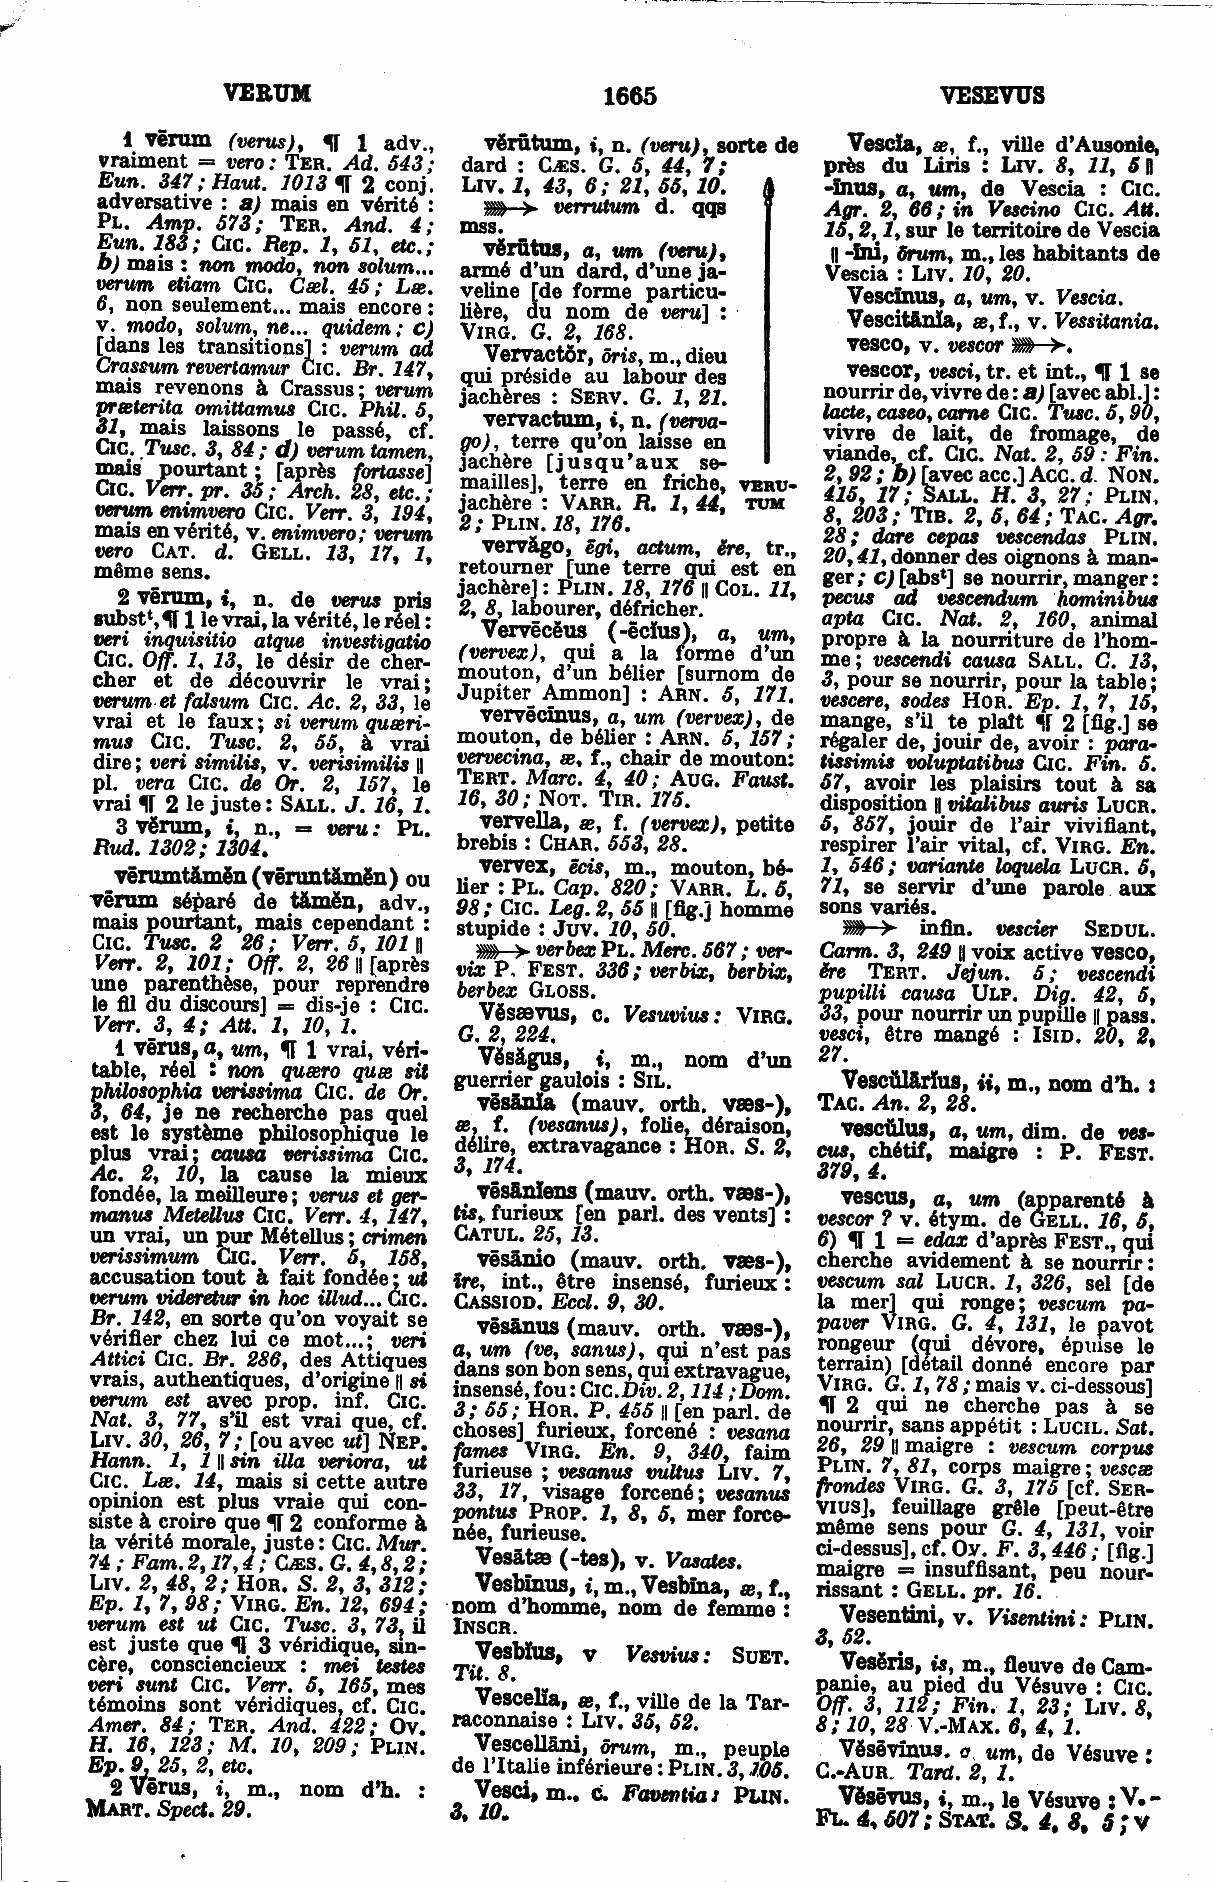 VERUM
1665
VESEVUS
1 vērum (verus), ¶ 1 adv.,
vraiment = vero : TER. Ad. 543 ;
Eun. 347 ; Haut. 1013 ¶ 2 conj.
adversative : a) mais en vérité :
PL. Amp. 573 ; TER. And. 4 ;
Eun. 183 ; CIC. Rep. 1, 51, etc. ;
b) mais : non modo, non solum...
verum etiam CIC. Cæl. 45 ; Læ.
6, non seulement... mais encore :
v. modo, solum, ne... quidem ; c)
[dans les transitions] : verum ad
Crassum revertamur CIC. Br. 147,
mais revenons à Crassus ; verum
præterita omittamus CIC. Phil. 5,
31, mais laissons le passé, cf.
CIC. Tusc. 3, 84 ; d) verum tamen,
mais pourtant ; [après fortasse]
CIC. Verr. pr. 35 ; Arch. 28, etc. ;
verum enimvero CIC. Verr. 3, 194,
mais en vérité, v. enimvero ; verum
vero CAT. d. GELL. 13, 17, 1,
même sens.
2 vērum, i, n. de verus pris
substᵗ, ¶ 1 le vrai, la vérité, le réel :
veri inquisitio atque investigatio
CIC. Off. 1, 13, le désir de cher-
cher et de découvrir le vrai ;
verum et falsum CIC. Ac. 2, 33, le
vrai et le faux ; si verum quæri-
mus CIC. Tusc. 2, 55, à vrai
dire ; veri similis, v. verisimilis ||
pl. vera CIC. de Or. 2, 157, le
vrai ¶ 2 le juste : SALL. J. 16, 1.
3 vĕrum, i, n., = veru : PL.
Rud. 1302 ; 1304.
vērumtămĕn (vēruntămĕn) ou
vērum séparé de tămĕn, adv.,
mais pourtant, mais cependant :
CIC. Tusc. 2 26 ; Verr. 5, 101 ||
Verr. 2, 101 ; Off. 2, 26 || [après
une parenthèse, pour reprendre
le fil du discours] = dis-je : CIC.
Verr. 3, 4 ; Att. 1, 10, 1.
1 vērus, a, um, ¶ 1 vrai, véri-
table, réel : non quæro quæ sit
philosophia verissima CIC. de Or.
3, 64, je ne recherche pas quel
est le système philosophique le
plus vrai ; causa verissima CIC.
Ac. 2, 10, la cause la mieux
fondée, la meilleure ; verus et ger-
manus Metellus CIC. Verr. 4, 147,
un vrai, un pur Métellus ; crimen
verissimum CIC. Verr. 5, 158,
accusation tout à fait fondée ; ut
verum videretur in hoc illud... CIC.
Br. 142, en sorte qu'on voyait se
vérifier chez lui ce mot... ; veri
Attici CIC. Br. 286, des Attiques
vrais, authentiques, d'origine || si
verum est avec prop. inf. CIC.
Nat. 3, 77, s'il est vrai que, cf.
LIV. 30, 26, 7 ; [ou avec ut] NEP.
Hann. 1, 1 || sin illa veriora, ut
CIC. Læ. 14, mais si cette autre
opinion est plus vraie qui con-
siste à croire que ¶ 2 conforme à
la vérité morale, juste : CIC. Mur.
74 ; Fam. 2, 17, 4 ; CÆS. G. 4, 8, 2 ;
LIV. 2, 48, 2 ; HOR. S. 2, 3, 312 ;
Ep. 1, 7, 98 ; VIRG. En. 12, 694 ;
verum est ut CIC. Tusc. 3, 73, il
est juste que ¶ 3 véridique, sin-
cère, consciencieux : mei testes
veri sunt CIC. Verr. 5, 165, mes
témoins sont véridiques, cf. CIC.
Amer. 84 ; TER. And. 422 ; OV.
H. 16, 123 ; M. 10, 209 ; PLIN.
Ep. 9, 25, 2, etc.
2 Vērus, i, m., nom d'h. :
MART. Spect. 29.
vĕrūtum, i, n. (veru), sorte de
dard : CÆS. G. 5, 44, 7 ;
LIV. 1, 43, 6 ; 21, 55, 10.
⟶ verrutum d. qqs
mss.
vĕrūtus, a, um (veru),
armé d'un dard, d'une ja-
veline [de forme particu-
lière, du nom de veru] :
VIRG. G. 2, 168.
Vervactŏr, ōris, m., dieu
qui préside au labour des
jachères : SERV. G. 1, 21.
vervactum, i, n. (verva-
go), terre qu'on laisse en
jachère [jusqu'aux se-
mailles], terre en friche,
jachère : VARR. R. 1, 44,
2 ; PLIN. 18, 176.
VERU-
TUM
vervăgo, ēgi, actum, ĕre, tr.,
retourner [une terre qui est en
jachère] : PLIN. 18, 176 || COL. 11,
2, 8, labourer, défricher.
Vervēcĕus (-ēcĭus), a, um,
(vervex), qui a la forme d'un
mouton, d'un bélier [surnom de
Jupiter Ammon] : ARN. 5, 171.
vervēcīnus, a, um (vervex), de
mouton, de bélier : ARN. 5, 157 ;
vervecina, æ, f., chair de mouton:
TERT. Marc. 4, 40 ; AUG. Faust.
16, 30 ; NOT. TIR. 175.
vervella, æ, f. (vervex), petite
brebis : CHAR. 553, 28.
vervex, ēcis, m., mouton, bé-
lier : PL. Cap. 820 ; VARR. L. 5,
98 ; CIC. Leg. 2, 55 || [fig.] homme
stupide : JUV. 10, 50.
⟶ verbex PL. Merc. 567 ; ver-
vix P. FEST. 336 ; verbix, berbix,
berbex GLOSS.
Vĕsævus, c. Vesuvius : VIRG.
G. 2, 224.
Vĕsăgus, i, m., nom d'un
guerrier gaulois : SIL.
vēsānĭa (mauv. orth. væs-),
æ, f. (vesanus), folie, déraison,
délire, extravagance : HOR. S. 2,
3, 174.
vēsānĭens (mauv. orth. væs-),
tis, furieux [en parl. des vents] :
CATUL. 25, 13.
vēsānio (mauv. orth. væs-),
īre, int., être insensé, furieux :
CASSIOD. Eccl. 9, 30.
vēsānus (mauv. orth. væs-),
a, um (ve, sanus), qui n'est pas
dans son bon sens, qui extravague,
insensé, fou : CIC. Div. 2, 114 ; Dom.
3 ; 55 ; HOR. P. 455 || [en parl. de
choses] furieux, forcené : vesana
fames VIRG. En. 9, 340, faim
furieuse ; vesanus vultus LIV. 7,
33, 17, visage forcené ; vesanus
pontus PROP. 1, 8, 5, mer force-
née, furieuse.
Vesātæ (-tes), v. Vasates.
Vesbīnus, i, m., Vesbīna, æ, f.,
nom d'homme, nom de femme :
INSCR.
Vesbĭus, v Vesvius : SUET.
Tit. 8.
Vescelĭa, æ, f., ville de la Tar-
raconnaise : LIV. 35, 52.
Vescellāni, ōrum, m., peuple
de l'Italie inférieure : PLIN. 3, 105.
Vesci, m., c. Faventia : PLIN.
3, 10.
Vescĭa, æ, f., ville d'Ausonie,
près du Liris : LIV. 8, 11, 5 ||
-īnus, a, um, de Vescia : CIC.
Agr. 2, 66 ; in Vescino CIC. Att.
15, 2, 1, sur le territoire de Vescia
|| -īni, ōrum, m., les habitants de
Vescia : LIV. 10, 20.
Vescīnus, a, um, v. Vescia.
Vescitānĭa, æ, f., v. Vessitania.
vesco, v. vescor ⟶.
vescor, vesci, tr. et int., ¶ 1 se
nourrir de, vivre de : a) [avec abl.] :
lacte, caseo, carne CIC. Tusc. 5, 90,
vivre de lait, de fromage, de
viande, cf. CIC. Nat. 2, 59 : Fin.
2, 92 ; b) [avec acc.] ACC. d. NON.
415, 17 ; SALL. H. 3, 27 ; PLIN.
8, 203 ; TIB. 2, 5, 64 ; TAC. Agr.
28 ; dare cepas vescendas PLIN.
20, 41, donner des oignons à man-
ger ; c) [absᵗ] se nourrir, manger :
pecus ad vescendum hominibus
apta CIC. Nat. 2, 160, animal
propre à la nourriture de l'hom-
me ; vescendi causa SALL. C. 13,
3, pour se nourrir, pour la table ;
vescere, sodes HOR. Ep. 1, 7, 15,
mange, s'il te plaît ¶ 2 [fig.] se
régaler de, jouir de, avoir : para-
tissimis voluptatibus CIC. Fin. 5.
57, avoir les plaisirs tout à sa
disposition || vitalibus auris LUCR.
5, 857, jouir de l'air vivifiant,
respirer l'air vital, cf. VIRG. En.
1, 546 ; variante loquela LUCR. 5,
71, se servir d'une parole aux
sons variés.
⟶ infin. vescier SEDUL.
Carm. 3, 249 || voix active vesco,
ĕre TERT. Jejun. 5 ; vescendi
pupilli causa ULP. Dig. 42, 5,
33, pour nourrir un pupille || pass.
vesci, être mangé : ISID. 20, 2,
27.
Vescŭlārĭus, ii, m., nom d'h. :
TAC. An. 2, 28.
vescŭlus, a, um, dim. de ves-
cus, chétif, maigre : P. FEST.
379, 4.
vescus, a, um (apparenté à
vescor ? v. étym. de GELL. 16, 5,
6) ¶ 1 = edax d'après FEST., qui
cherche avidement à se nourrir :
vescum sal LUCR. 1, 326, sel [de
la mer] qui ronge ; vescum pa-
paver VIRG. G. 4, 131, le pavot
rongeur (qui dévore, épuise le
terrain) [détail donné encore par
VIRG. G. 1, 78 ; mais v. ci-dessous]
¶ 2 qui ne cherche pas à se
nourrir, sans appétit : LUCIL. Sat.
26, 29 || maigre : vescum corpus
PLIN. 7, 81, corps maigre ; vescæ
frondes VIRG. G. 3, 175 [cf. SER-
VIUS], feuillage grêle [peut-être
même sens pour G. 4, 131, voir
ci-dessus], cf. OV. F. 3, 446 ; [fig.]
maigre = insuffisant, peu nour-
rissant : GELL. pr. 16.
Vesentini, v. Visentini : PLIN.
3, 52.
Vesĕris, is, m., fleuve de Cam-
panie, au pied du Vésuve : CIC.
Off. 3, 112 ; Fin. 1, 23 ; LIV. 8,
8 ; 10, 28 V.-MAX. 6, 4, 1.
Vĕsēvīnus. a, um, de Vésuve :
C.-AUR. Tard. 2, 1.
Vĕsēvus, i, m., le Vésuve : V.-
FL. 4, 507 ; STAT. S. 4, 8, 5 ; V